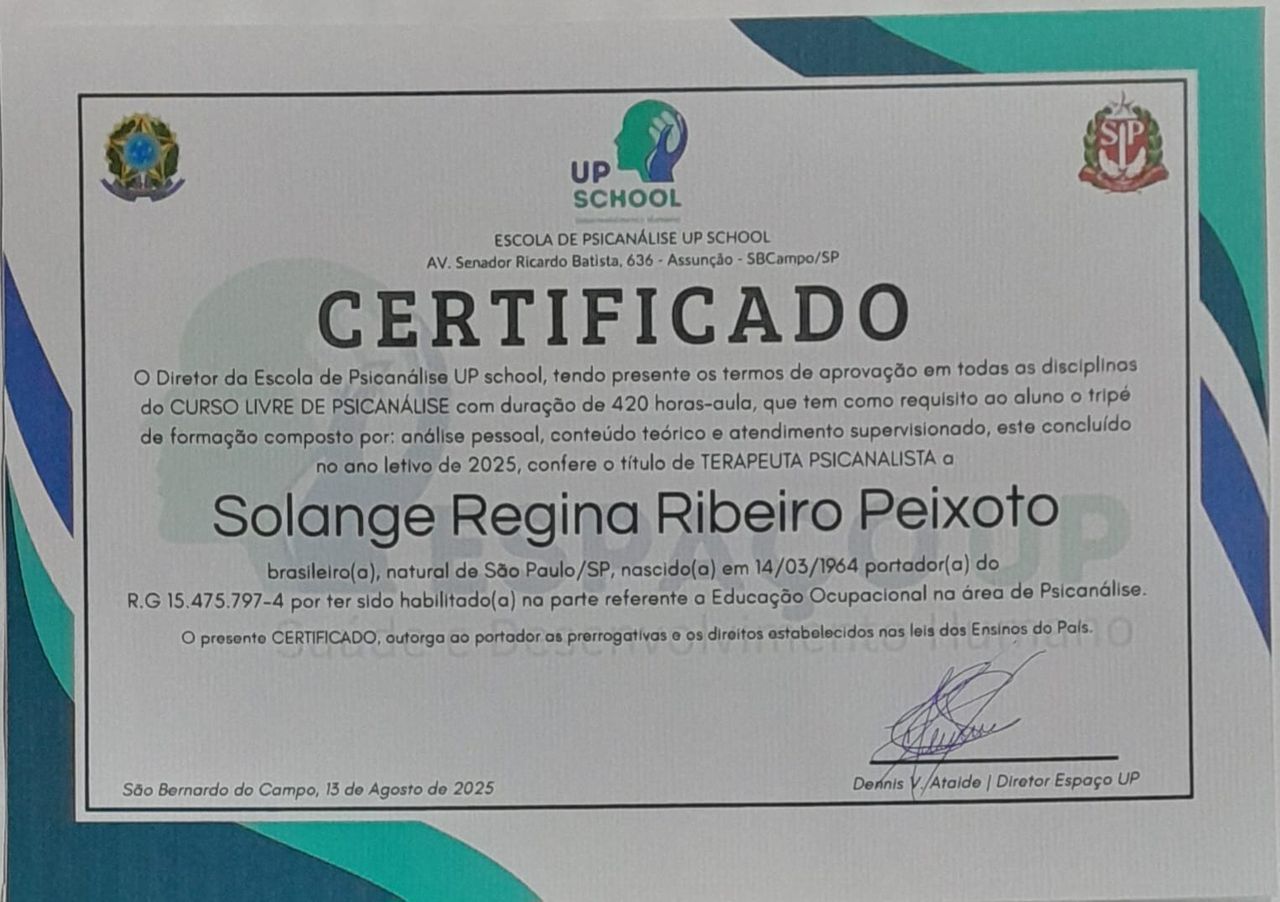 UP
SCHOOL
SP
ESCOLA DE PSICANÁLISE UP SCHOOL
AV. Senador Ricardo Batista, 636 - Assunção - SBCampo/SP
CERTIFICADO
O Diretor da Escola de Psicanálise UP school, tendo presente os termos de aprovação em todas as disciplinas
do CURSO LIVRE DE PSICANÁLISE com duração de 420 horas-aula, que tem como requisito ao aluno o tripé
de formação composto por: análise pessoal, conteúdo teórico e atendimento supervisionado, este concluído
no ano letivo de 2025, confere o título de TERAPEUTA PSICANALISTA a
Solange Regina Ribeiro Peixoto
ESPAÇO UP
brasileiro(a), natural de São Paulo/SP, nascido(a) em 14/03/1964 portador(a) do
R.G 15.475.797-4 por ter sido habilitado(a) na parte referente a Educação Ocupacional na área de Psicanálise.
O presente CERTIFICADO, outorga ao portador as prerrogativas e os direitos estabelecidos nas leis dos Ensinos do País.
Saúde e Desenvolvimento Humano
São Bernardo do Campo, 13 de Agosto de 2025
Dennis V. Ataide | Diretor Espaço UP